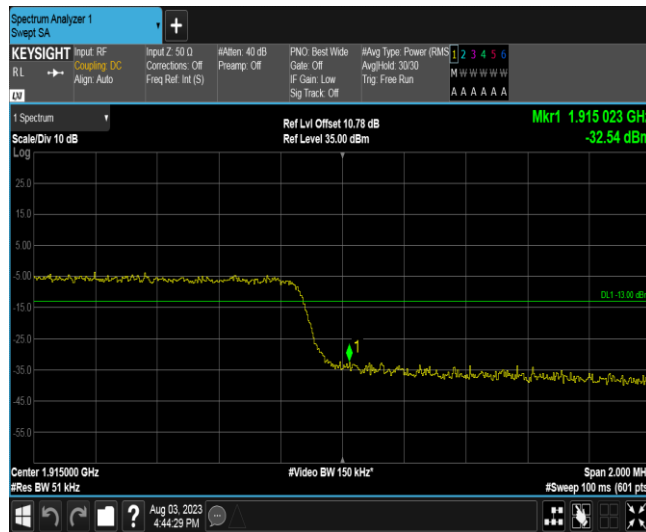 Spectrum Analyzer 1
Swept SA
KEYSIGHT
RL
LXI
Input: RF
Coupling: DC
Align: Auto
Input Z: 50 Ω
Corrections: Off
Freq Ref: Int (S)
#Atten: 40 dB
Preamp: Off
PNO: Best Wide
Gate: Off
IF Gain: Low
Sig Track: Off
#Avg Type: Power (RMS
Avg|Hold: 30/30
Trig: Free Run
1 2 3 4 5 6
M W W W W W
A A A A A A
1 Spectrum
Scale/Div 10 dB
Ref Lvl Offset 10.78 dB
Ref Level 35.00 dBm
Mkr1 1.915 023 GHz
-32.54 dBm
Log
25.0
15.0
5.00
-5.00
-15.0
-25.0
-35.0
-45.0
-55.0
DL1 -13.00 dBm
1
Center 1.915000 GHz
#Res BW 51 kHz
#Video BW 150 kHz*
Span 2.000 MHz
#Sweep 100 ms (601 pts)
?
Aug 03, 2023
4:44:29 PM